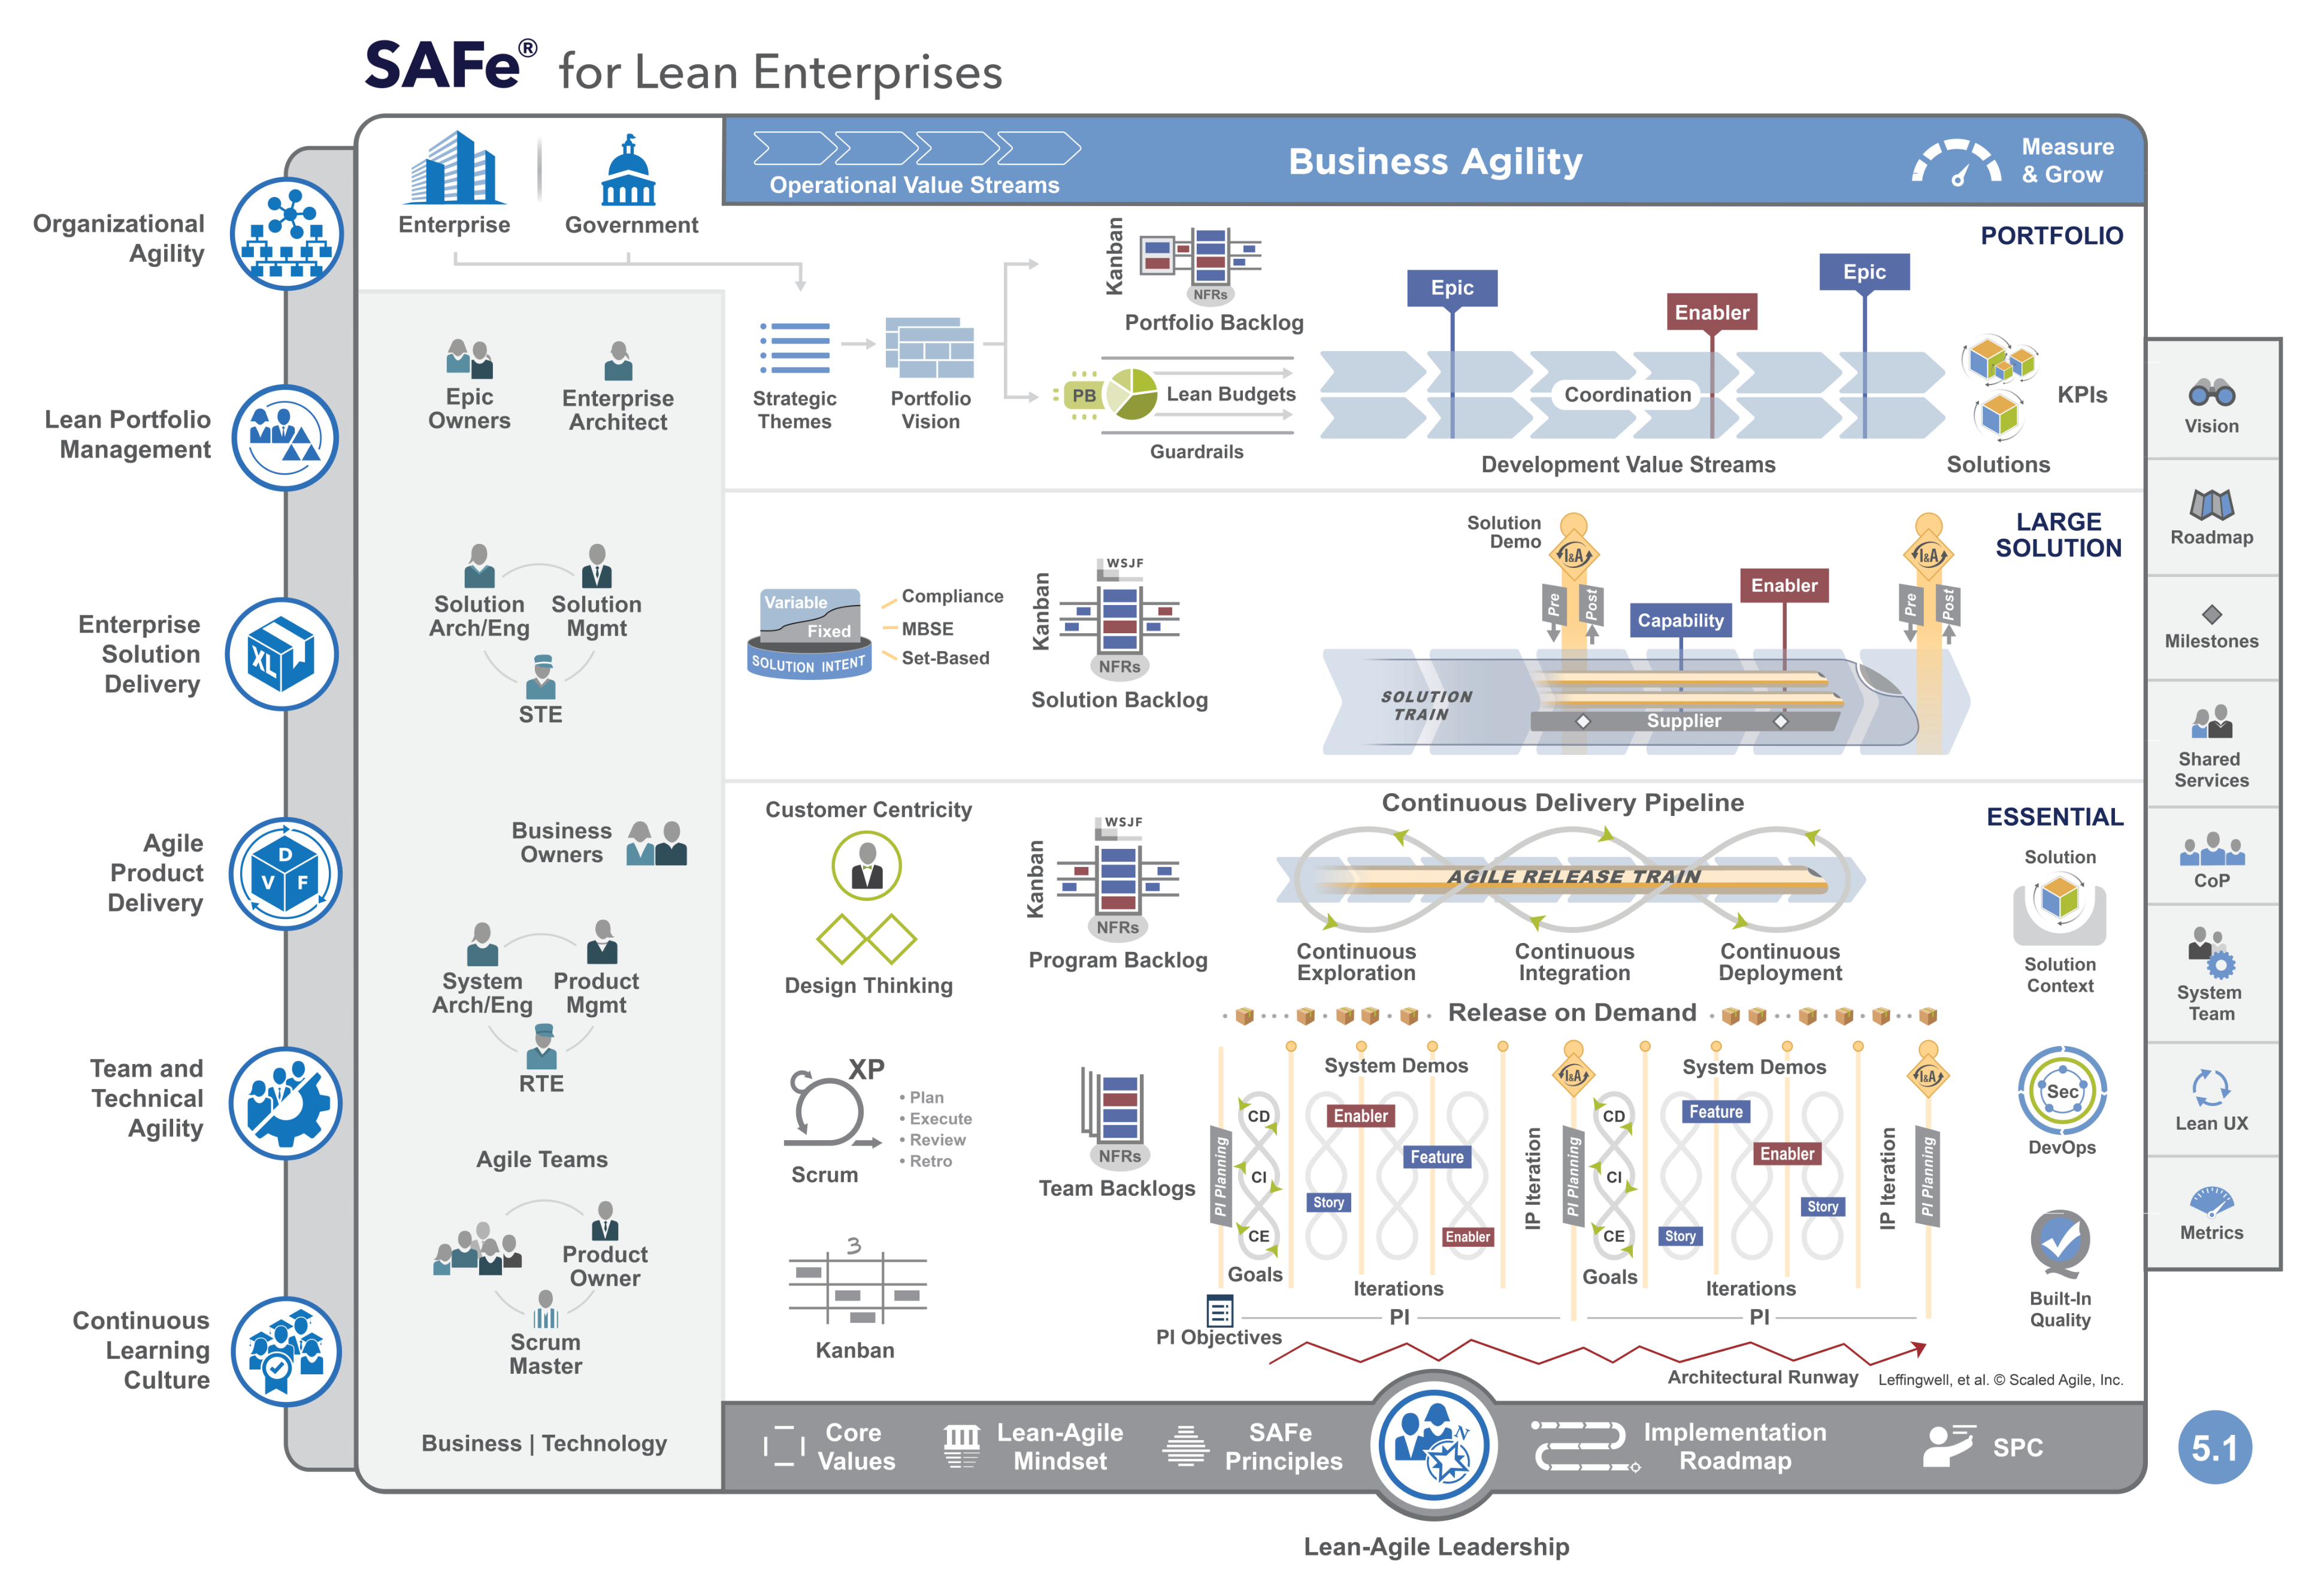 SAFe® for Lean Enterprises
Organizational
Agility
Lean Portfolio
Management
Enterprise
Solution
Delivery
XL
Agile
Product
Delivery
D
V F
Team and
Technical
Agility
Continuous
Learning
Culture
Enterprise
Government
Operational Value Streams
Business Agility
Measure
& Grow
PORTFOLIO
Epic
Owners
Enterprise
Architect
Strategic
Themes
Portfolio
Vision
Kanban
NFRs
Portfolio Backlog
PB
Lean Budgets
Guardrails
Epic
Enabler
Epic
Coordination
Development Value Streams
KPIs
Solutions
LARGE
SOLUTION
Solution
Arch/Eng
Solution
Mgmt
STE
Variable
Fixed
SOLUTION INTENT
Compliance
MBSE
Set-Based
Kanban
WSJF
NFRs
Solution Backlog
Solution
Demo
I&A
Pre
Post
Capability
Enabler
I&A
Pre
Post
SOLUTION
TRAIN
Supplier
ESSENTIAL
Business
Owners
System
Arch/Eng
Product
Mgmt
RTE
Agile Teams
Product
Owner
Scrum
Master
Business | Technology
Customer Centricity
Design Thinking
Kanban
WSJF
NFRs
Program Backlog
Continuous Delivery Pipeline
AGILE RELEASE TRAIN
Continuous
Exploration
Continuous
Integration
Continuous
Deployment
Release on Demand
Solution
Solution
Context
XP
• Plan
• Execute
• Review
• Retro
Scrum
3
Kanban
NFRs
Team Backlogs
System Demos
PI Planning
CD
CI
CE
Goals
Enabler
Feature
Story
Enabler
Iterations
IP Iteration
I&A
PI Planning
System Demos
CD
CI
CE
Goals
Feature
Enabler
Story
Story
Iterations
IP Iteration
I&A
PI Planning
PI Objectives
PI
PI
Architectural Runway
Leffingwell, et al. © Scaled Agile, Inc.
Sec
DevOps
Built-In
Quality
Vision
Roadmap
Milestones
Shared
Services
CoP
System
Team
Lean UX
Metrics
Core
Values
Lean-Agile
Mindset
SAFe
Principles
N
Implementation
Roadmap
SPC
5.1
Lean-Agile Leadership